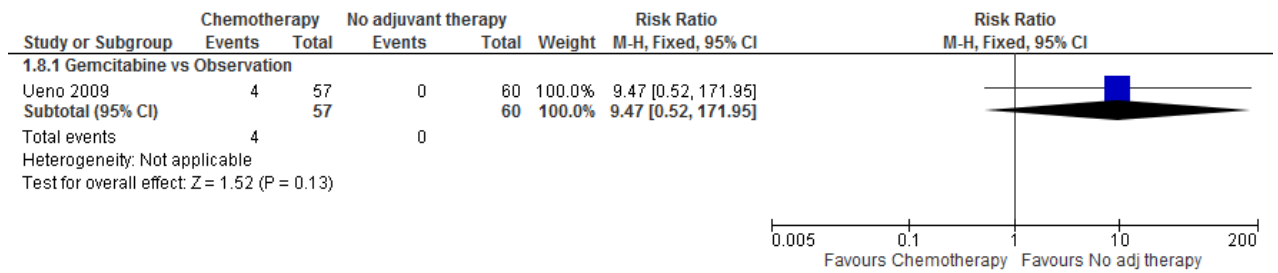 Chemotherapy No adjuvant therapy Risk Ratio Risk Ratio
Study or Subgroup Events Total Events Total Weight M-H, Fixed, 95% CI M-H, Fixed, 95% CI
1.8.1 Gemcitabine vs Observation
Ueno 2009 4 57 0 60 100.0% 9.47 [0.52, 171.95]
Subtotal (95% CI) 57 60 100.0% 9.47 [0.52, 171.95]
Total events 4 0
Heterogeneity: Not applicable
Test for overall effect: Z = 1.52 (P = 0.13)
0.005 0.1 1 10 200
Favours Chemotherapy Favours No adj therapy